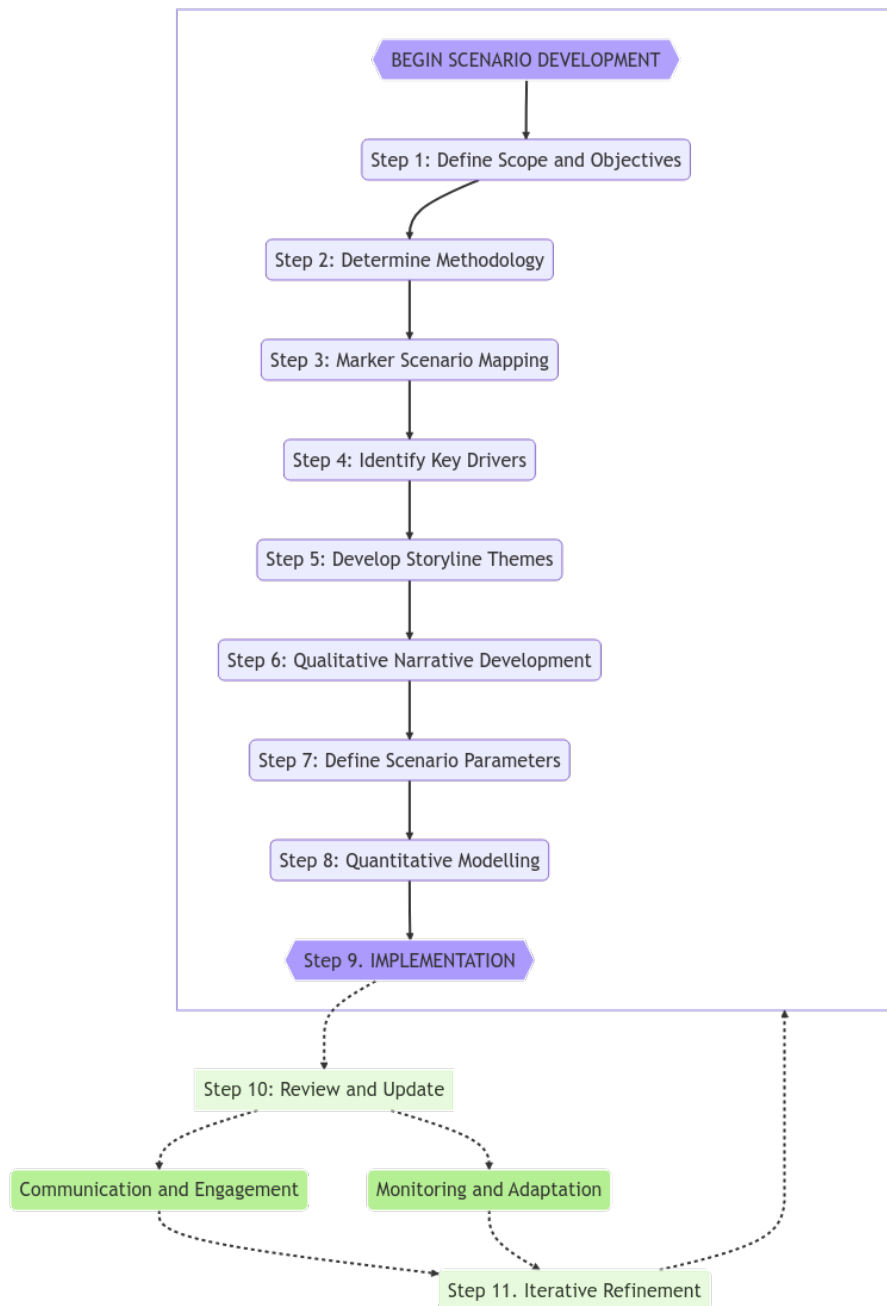 BEGIN SCENARIO DEVELOPMENT
Step 1: Define Scope and Objectives
Step 2: Determine Methodology
Step 3: Marker Scenario Mapping
Step 4: Identify Key Drivers
Step 5: Develop Storyline Themes
Step 6: Qualitative Narrative Development
Step 7: Define Scenario Parameters
Step 8: Quantitative Modelling
Step 9. IMPLEMENTATION
Step 10: Review and Update
Communication and Engagement
Monitoring and Adaptation
Step 11. Iterative Refinement